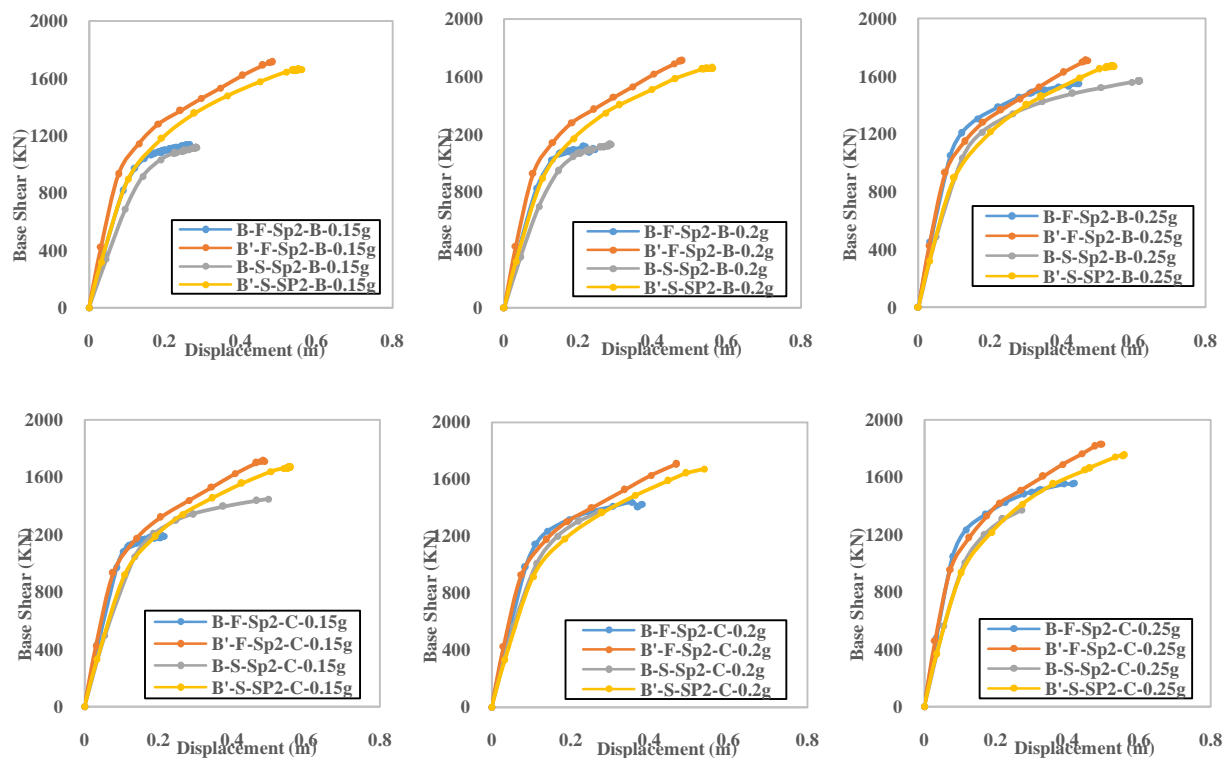 2000
1600
1200
800
400
0
Base Shear (KN)
0 0.2 0.4 0.6 0.8
Displacement (m)
B-F-Sp2-B-0.15g
B'-F-Sp2-B-0.15g
B-S-Sp2-B-0.15g
B'-S-SP2-B-0.15g
2000
1600
1200
800
400
0
Base Shear (KN)
0 0.2 0.4 0.6 0.8
Displacement (m)
B-F-Sp2-B-0.2g
B'-F-Sp2-B-0.2g
B-S-Sp2-B-0.2g
B'-S-SP2-B-0.2g
2000
1600
1200
800
400
0
Base Shear (KN)
0 0.2 0.4 0.6 0.8
Displacement (m)
B-F-Sp2-B-0.25g
B'-F-Sp2-B-0.25g
B-S-Sp2-B-0.25g
B'-S-SP2-B-0.25g
2000
1600
1200
800
400
0
Base Shear (KN)
0 0.2 0.4 0.6 0.8
Displacement (m)
B-F-Sp2-C-0.15g
B'-F-Sp2-C-0.15g
B-S-Sp2-C-0.15g
B'-S-SP2-C-0.15g
2000
1600
1200
800
400
0
Base Shear (KN)
0 0.2 0.4 0.6 0.8
Displacement (m)
B-F-Sp2-C-0.2g
B'-F-Sp2-C-0.2g
B-S-Sp2-C-0.2g
B'-S-SP2-C-0.2g
2000
1600
1200
800
400
0
Base Shear (KN)
0 0.2 0.4 0.6 0.8
Displacement (m)
B-F-Sp2-C-0.25g
B'-F-Sp2-C-0.25g
B-S-Sp2-C-0.25g
B'-S-SP2-C-0.25g